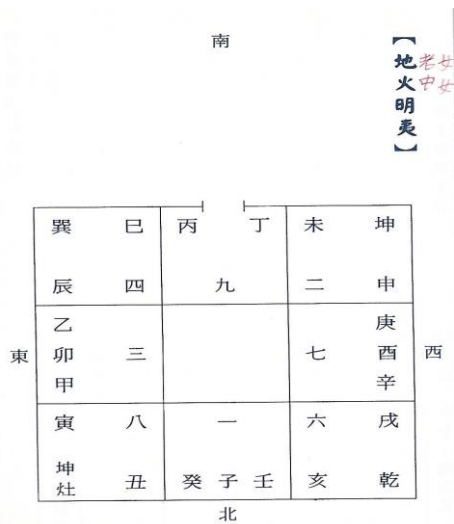 南
【地火明夷】
老女
中女
巽 巳 丙 丁 未 坤
辰 四 九 二 申
東 乙 卯 甲 三 七 庚 酉 辛 西
寅 八 一 六 戌
坤灶 丑 癸 子 壬 亥 乾
北